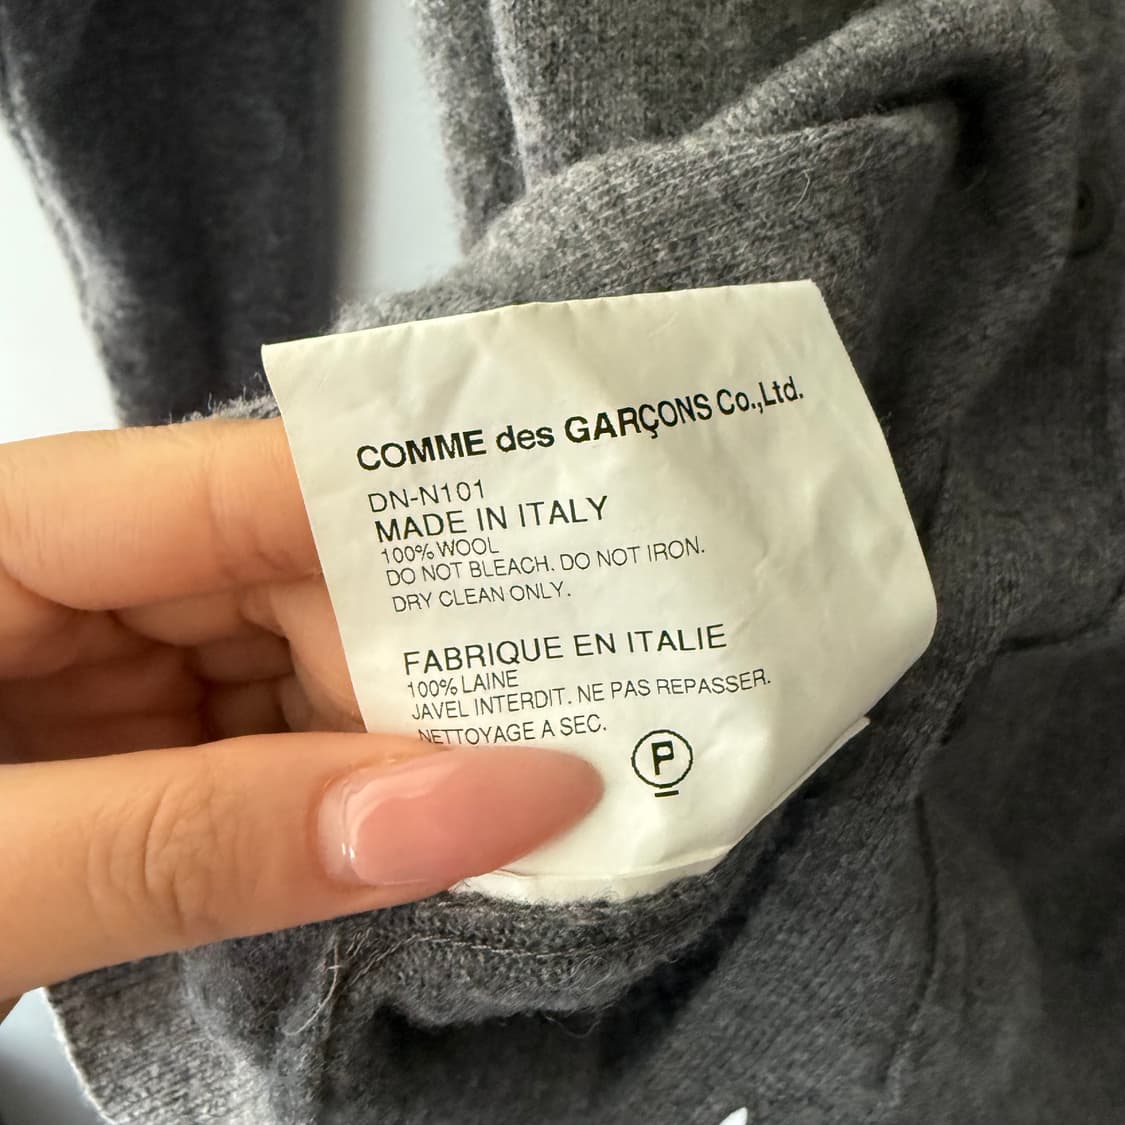 COMME des GARÇONS Co.,Ltd.
DN-N101
MADE IN ITALY
100% WOOL
DO NOT BLEACH. DO NOT IRON.
DRY CLEAN ONLY.
FABRIQUE EN ITALIE
100% LAINE
JAVEL INTERDIT. NE PAS REPASSER.
NETTOYAGE A SEC.
P